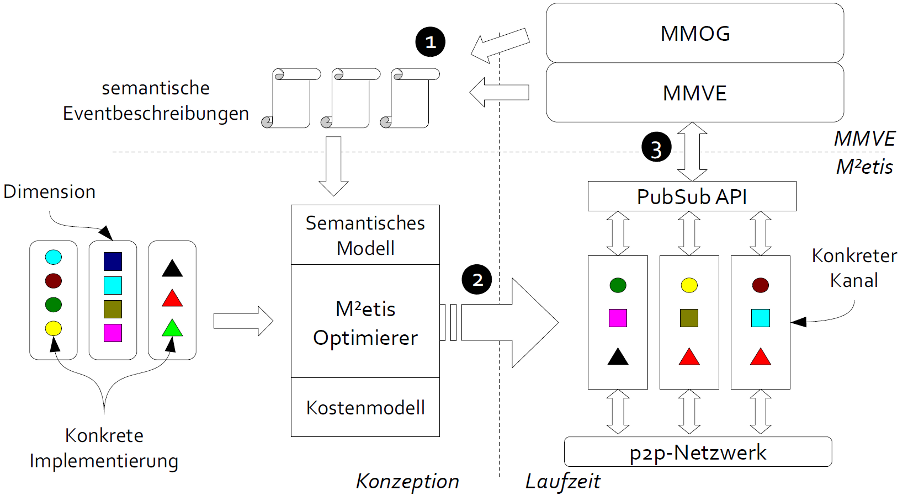 MMOG
MMVE
1
semantische
Eventbeschreibungen
3
MMVE
M²etis
Dimension
PubSub API
Semantisches
Modell
Konkreter
Kanal
2
M²etis
Optimierer
Kostenmodell
Konkrete
Implementierung
p2p-Netzwerk
Konzeption
Laufzeit